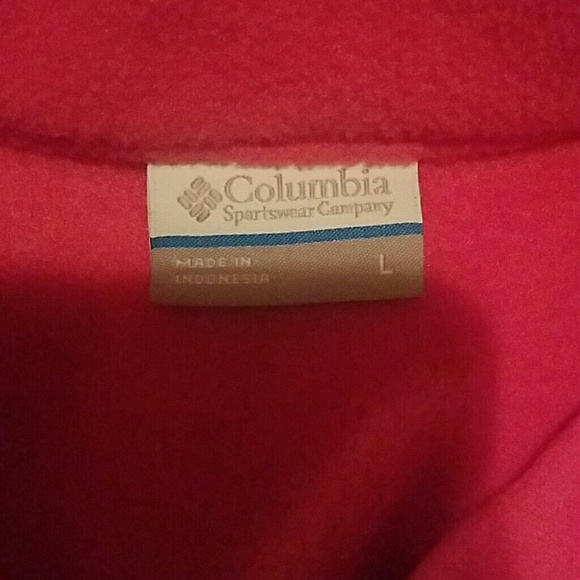 Columbia
Sportswear Company
MADE IN L
INDONESIA